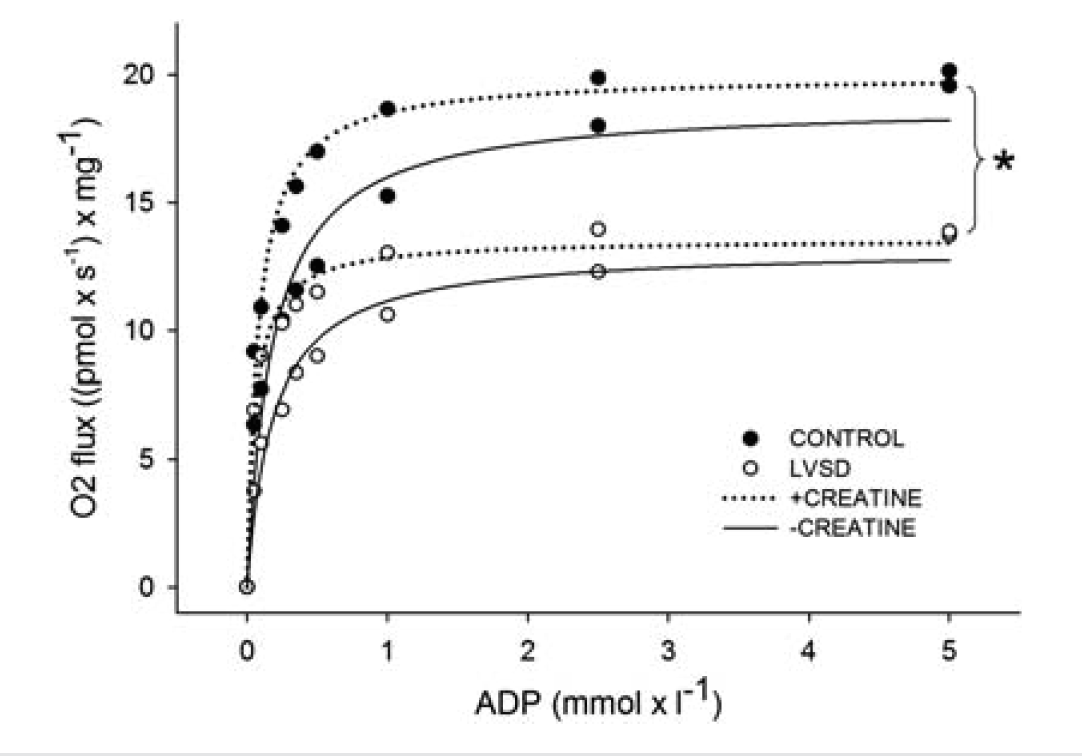 O2 flux ((pmol x s-1) x mg-1)
20
15
10
5
0
*
CONTROL
LVSD
+CREATINE
-CREATINE
0 1 2 3 4 5
ADP (mmol x l-1)